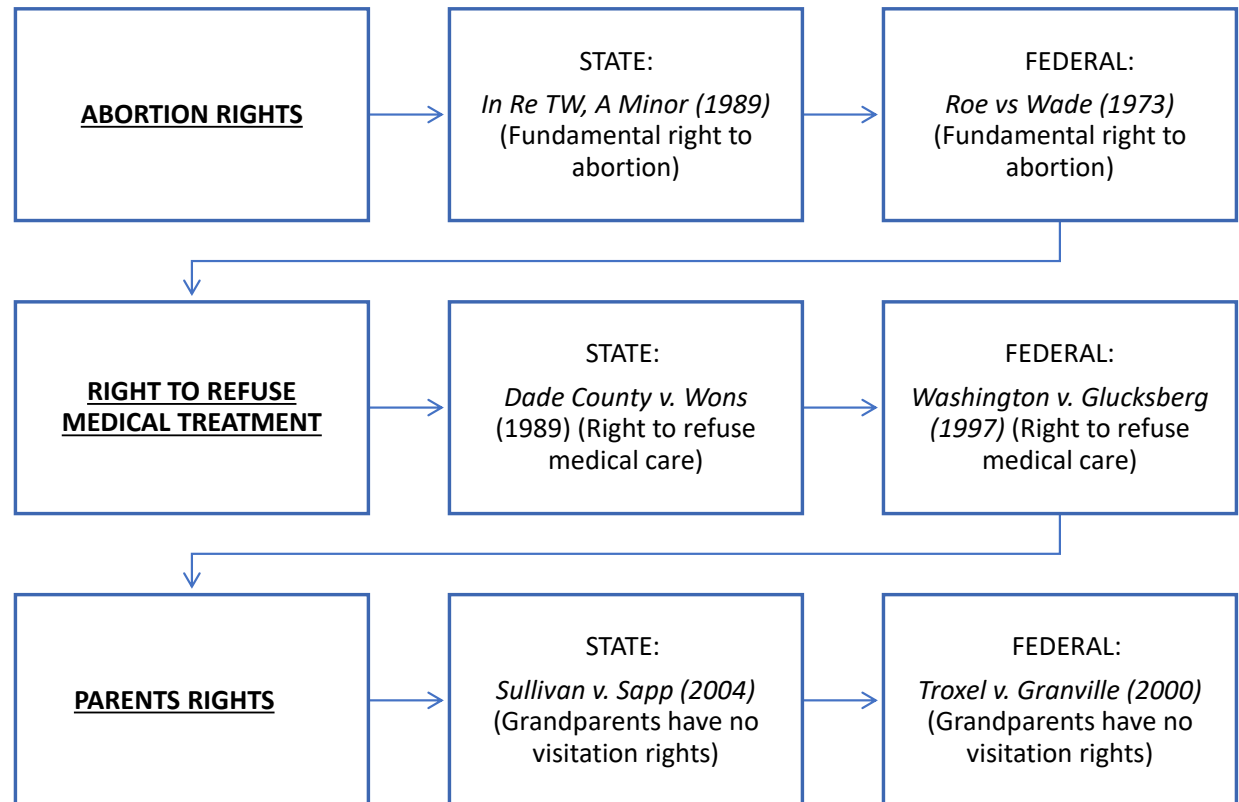 ABORTION RIGHTS
STATE:
In Re TW, A Minor (1989)
(Fundamental right to
abortion)
FEDERAL:
Roe vs Wade (1973)
(Fundamental right to
abortion)
RIGHT TO REFUSE
MEDICAL TREATMENT
STATE:
Dade County v. Wons
(1989) (Right to refuse
medical care)
FEDERAL:
Washington v. Glucksberg
(1997) (Right to refuse
medical care)
PARENTS RIGHTS
STATE:
Sullivan v. Sapp (2004)
(Grandparents have no
visitation rights)
FEDERAL:
Troxel v. Granville (2000)
(Grandparents have no
visitation rights)